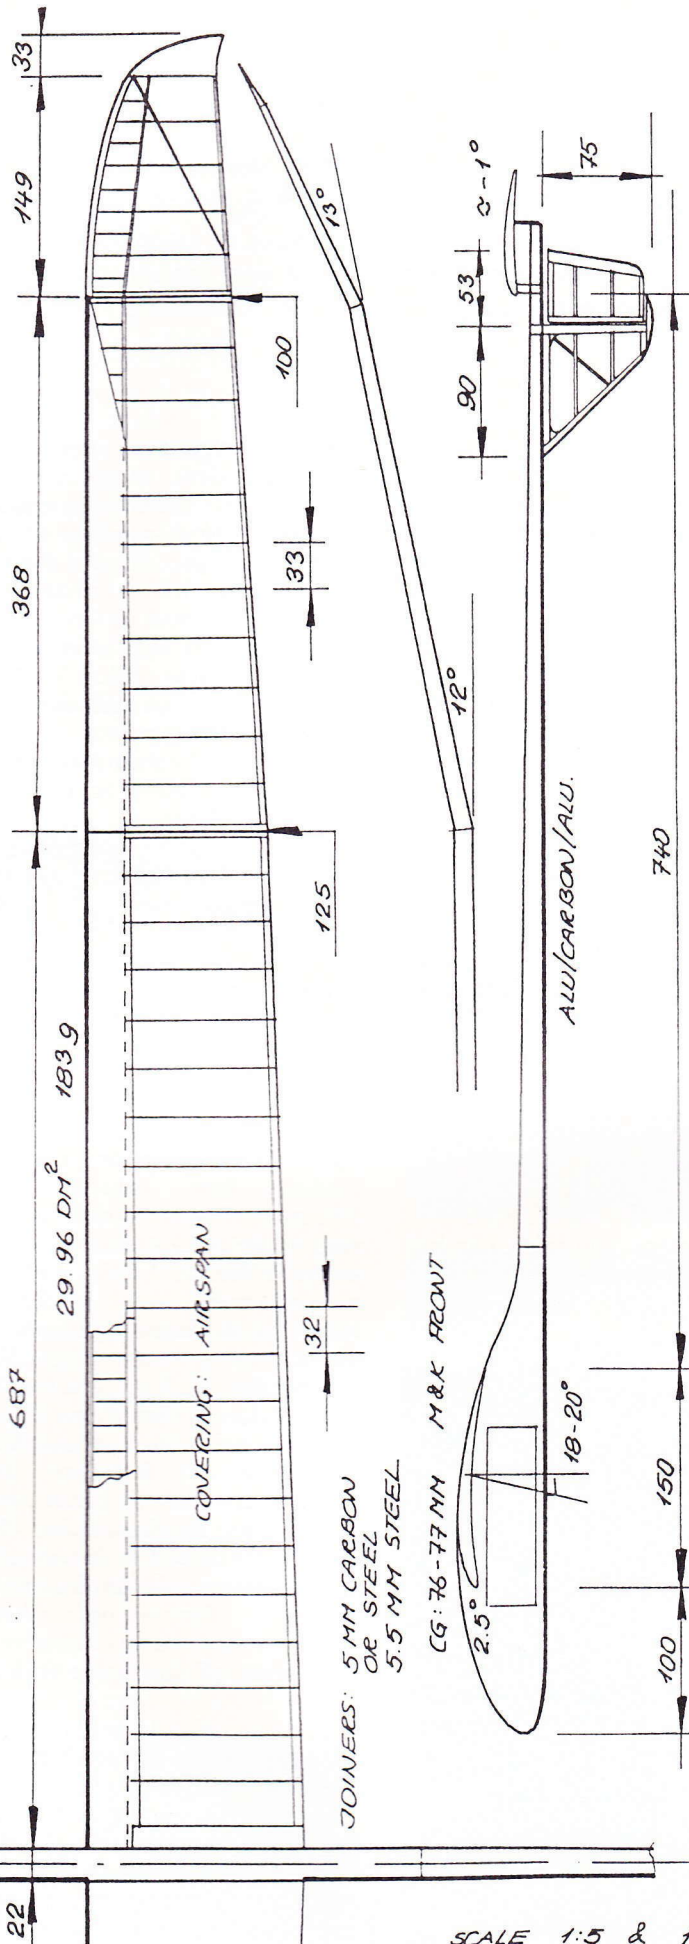 33
149
368
687
22
29.96 DM² 183 g
COVERING: AIRSPAN
100
33
125
32
13°
12°
JOINERS: 5 MM CARBON
OR STEEL
5.5 MM STEEL
CG: 76-77 MM M&K FRONT
2.5°
18-20°
ALU/CARBON/ALU.
≈-1°
75
53
90
740
150
100
SCALE 1:5 & 1